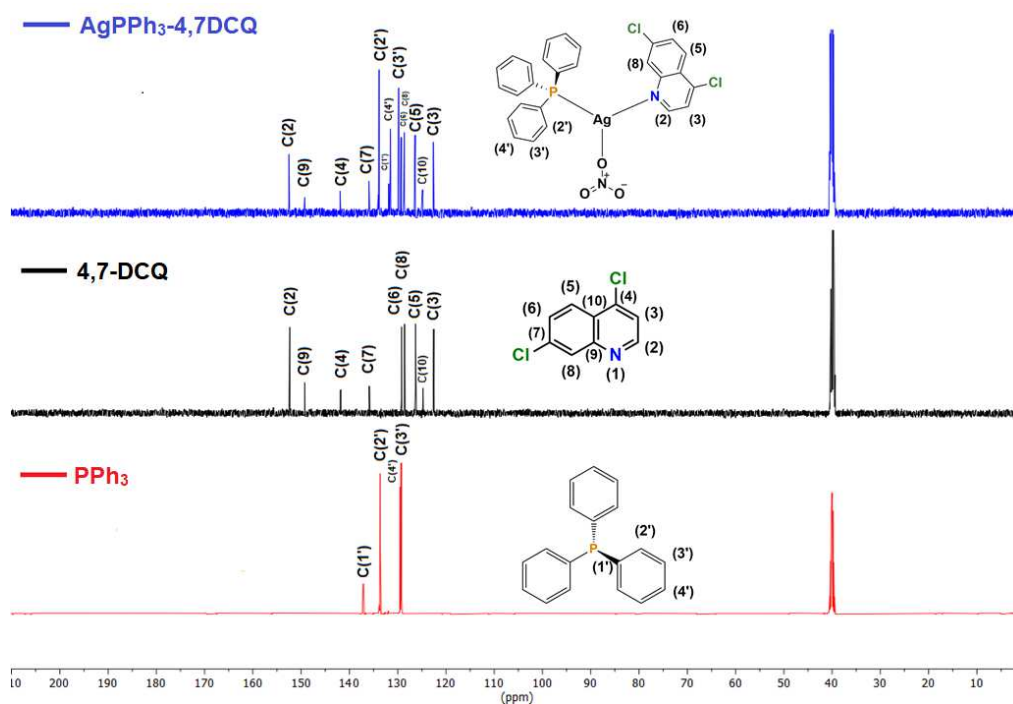 AgPPh₃-4,7DCQ
C(2)
C(9)
C(4)
C(7)
C(2')
C(1')
C(4')
C(3')
C(6)
C(8)
C(5)
C(10)
C(3)
Cl
(6)
(5)
(8)
Cl
P
N
(2)
(3)
Ag
(2')
(3')
(4')
O
N⁺
O
O⁻
4,7-DCQ
C(2)
C(9)
C(4)
C(7)
C(6)
C(8)
C(5)
C(10)
C(3)
Cl
(5)
(10)
(4)
(6)
(3)
(7)
(2)
Cl
(9)
N
(8)
(1)
PPh₃
C(1')
C(2')
C(4')
C(3')
(2')
P
(3')
(1')
(4')
10 200 190 180 170 160 150 140 130 120 110 100 90 80 70 60 50 40 30 20 10
(ppm)